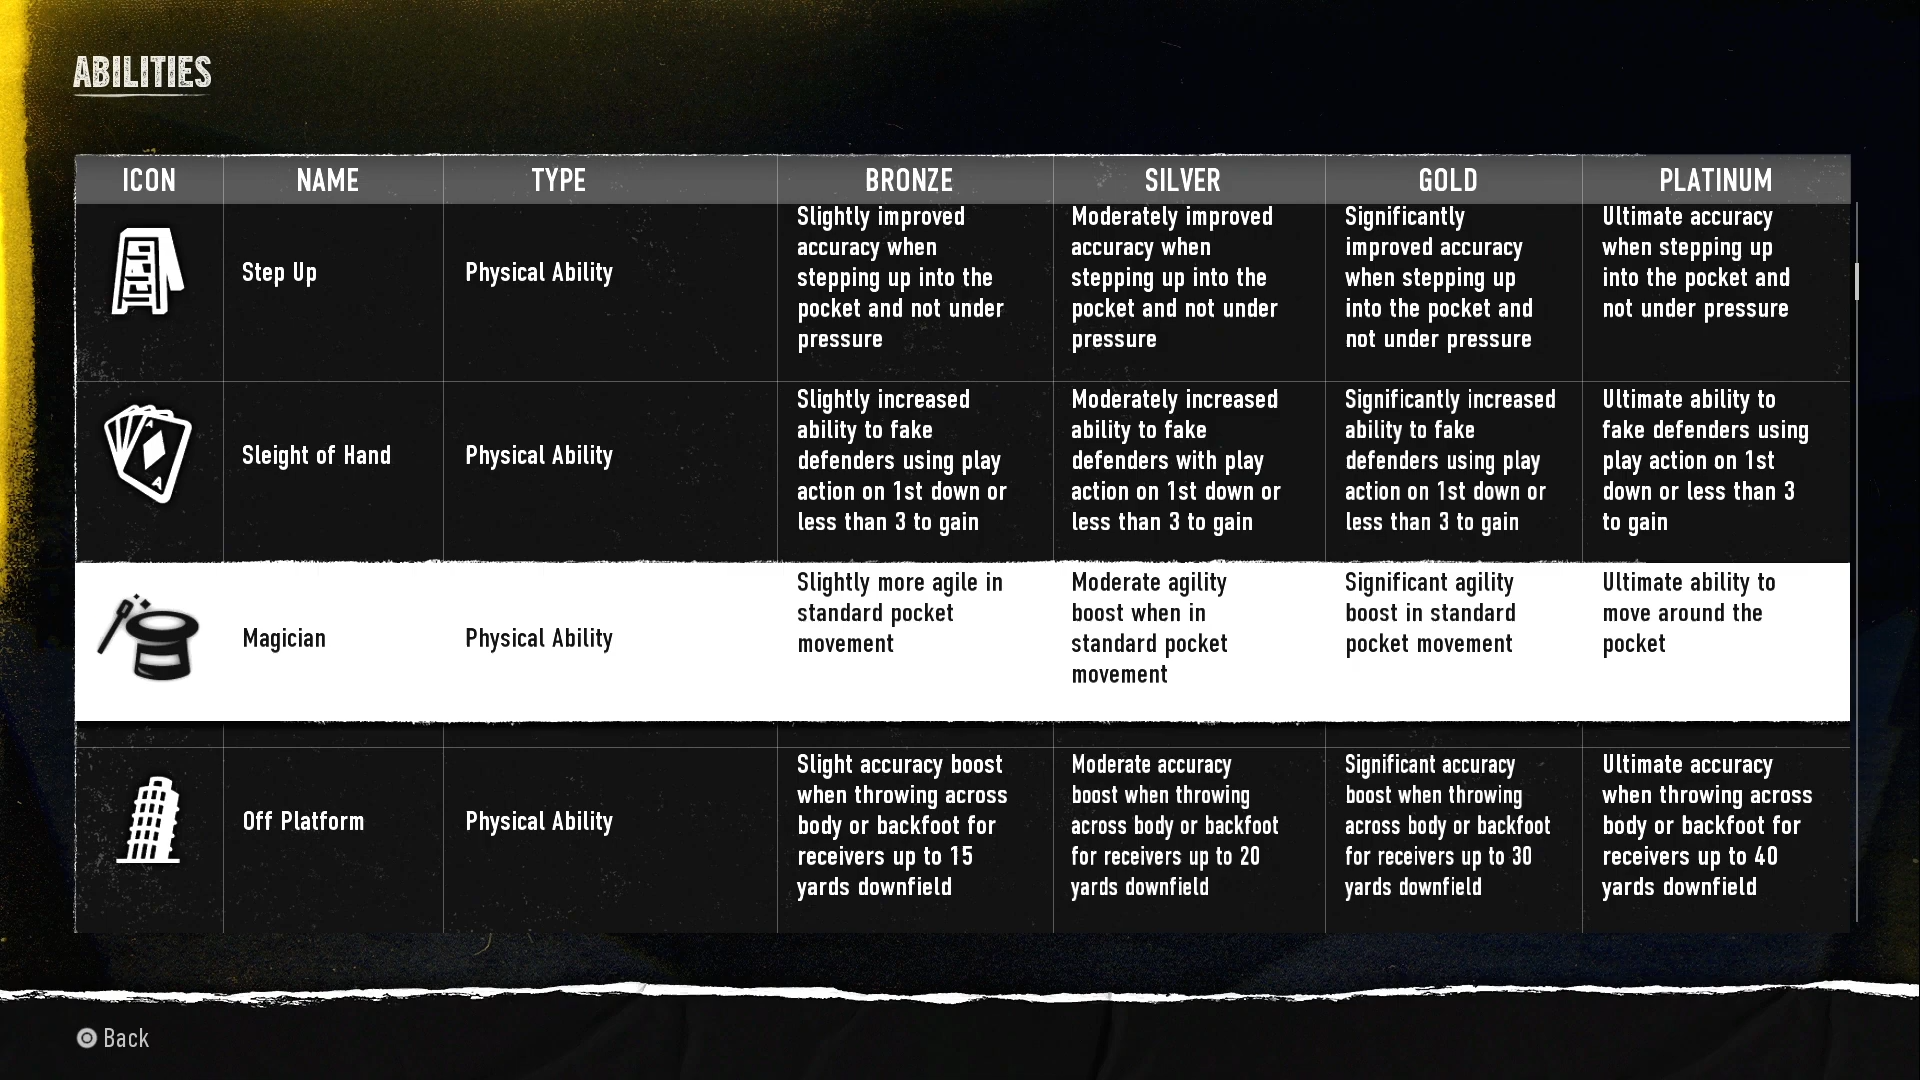 ABILITIES
ICON NAME TYPE BRONZE SILVER GOLD PLATINUM
Step Up
Physical Ability
Slightly improved
accuracy when
stepping up into the
pocket and not under
pressure
Moderately improved
accuracy when
stepping up into the
pocket and not under
pressure
Significantly
improved accuracy
when stepping up
into the pocket and
not under pressure
Ultimate accuracy
when stepping up
into the pocket and
not under pressure
A
A
Sleight of Hand
Physical Ability
Slightly increased
ability to fake
defenders using play
action on 1st down or
less than 3 to gain
Moderately increased
ability to fake
defenders with play
action on 1st down or
less than 3 to gain
Significantly increased
ability to fake
defenders using play
action on 1st down or
less than 3 to gain
Ultimate ability to
fake defenders using
play action on 1st
down or less than 3
to gain
Magician
Physical Ability
Slightly more agile in
standard pocket
movement
Moderate agility
boost when in
standard pocket
movement
Significant agility
boost in standard
pocket movement
Ultimate ability to
move around the
pocket
Off Platform
Physical Ability
Slight accuracy boost
when throwing across
body or backfoot for
receivers up to 15
yards downfield
Moderate accuracy
boost when throwing
across body or backfoot
for receivers up to 20
yards downfield
Significant accuracy
boost when throwing
across body or backfoot
for receivers up to 30
yards downfield
Ultimate accuracy
when throwing across
body or backfoot for
receivers up to 40
yards downfield
Back